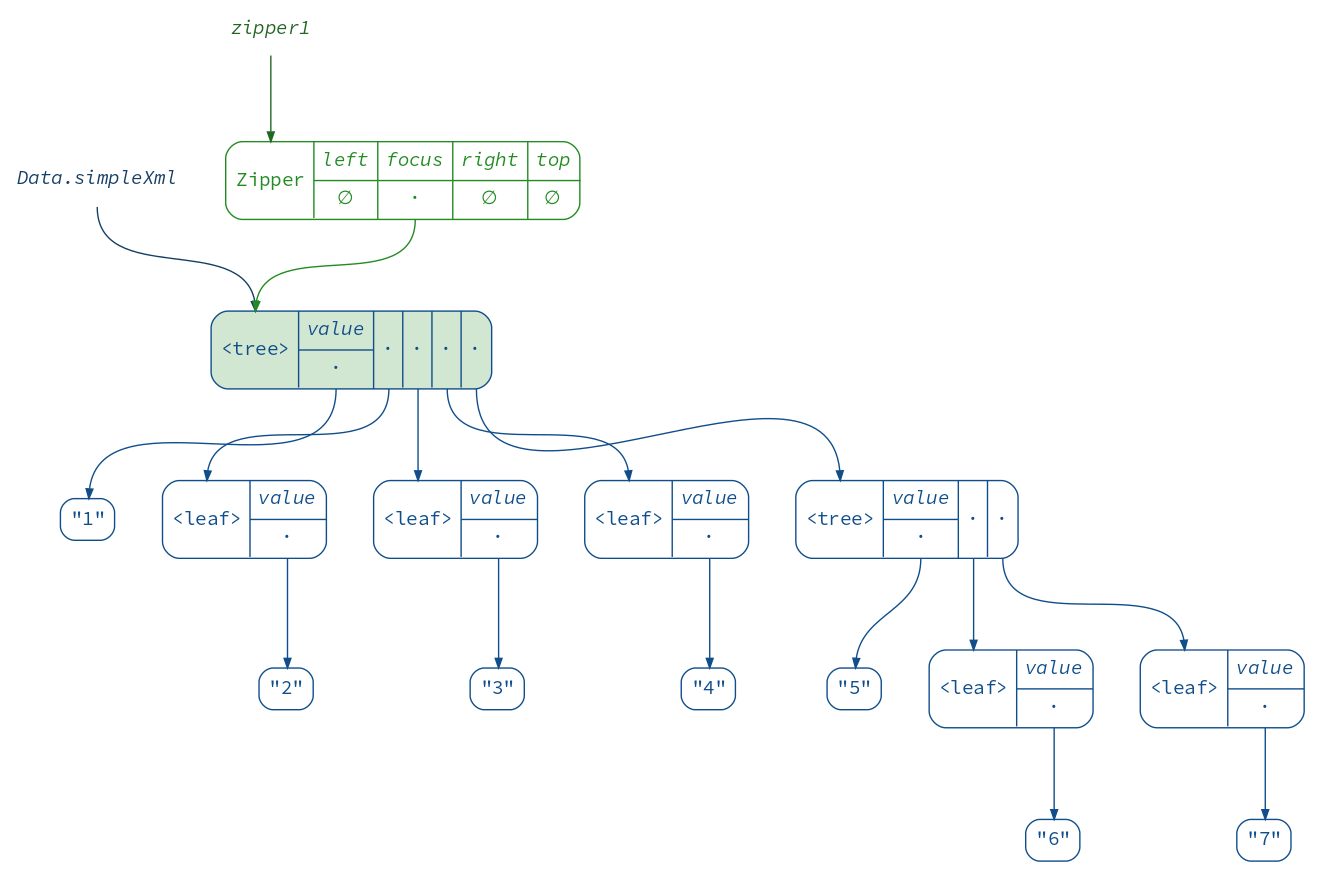 zipper1
Zipper left focus right top
∅ · ∅ ∅
Data.simpleXml
<tree> value · · · ·
·
"1"
<leaf> value
·
<leaf> value
·
<leaf> value
·
<tree> value · ·
·
"2"
"3"
"4"
"5"
<leaf> value
·
<leaf> value
·
"6"
"7"